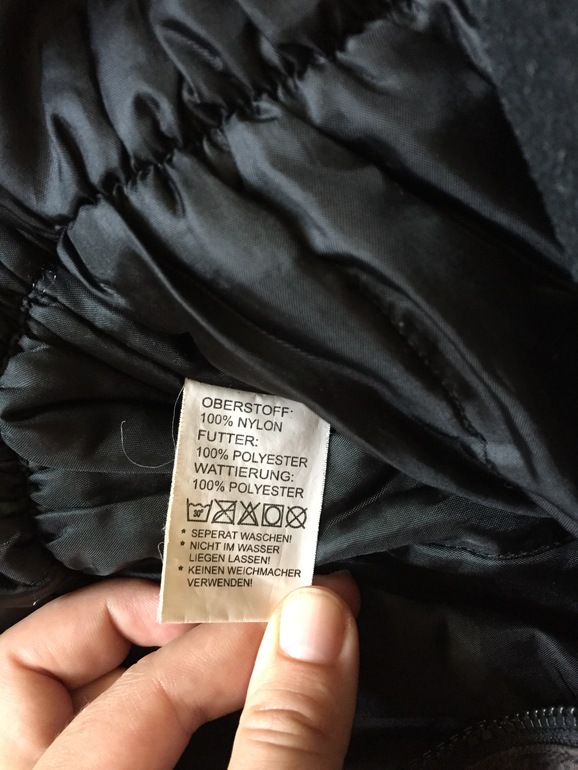 OBERSTOFF:
100% NYLON
FUTTER:
100% POLYESTER
WATTIERUNG:
100% POLYESTER
30°
* SEPERAT WASCHEN!
* NICHT IM WASSER
LIEGEN LASSEN!
* KEINEN WEICHMACHER
VERWENDEN!